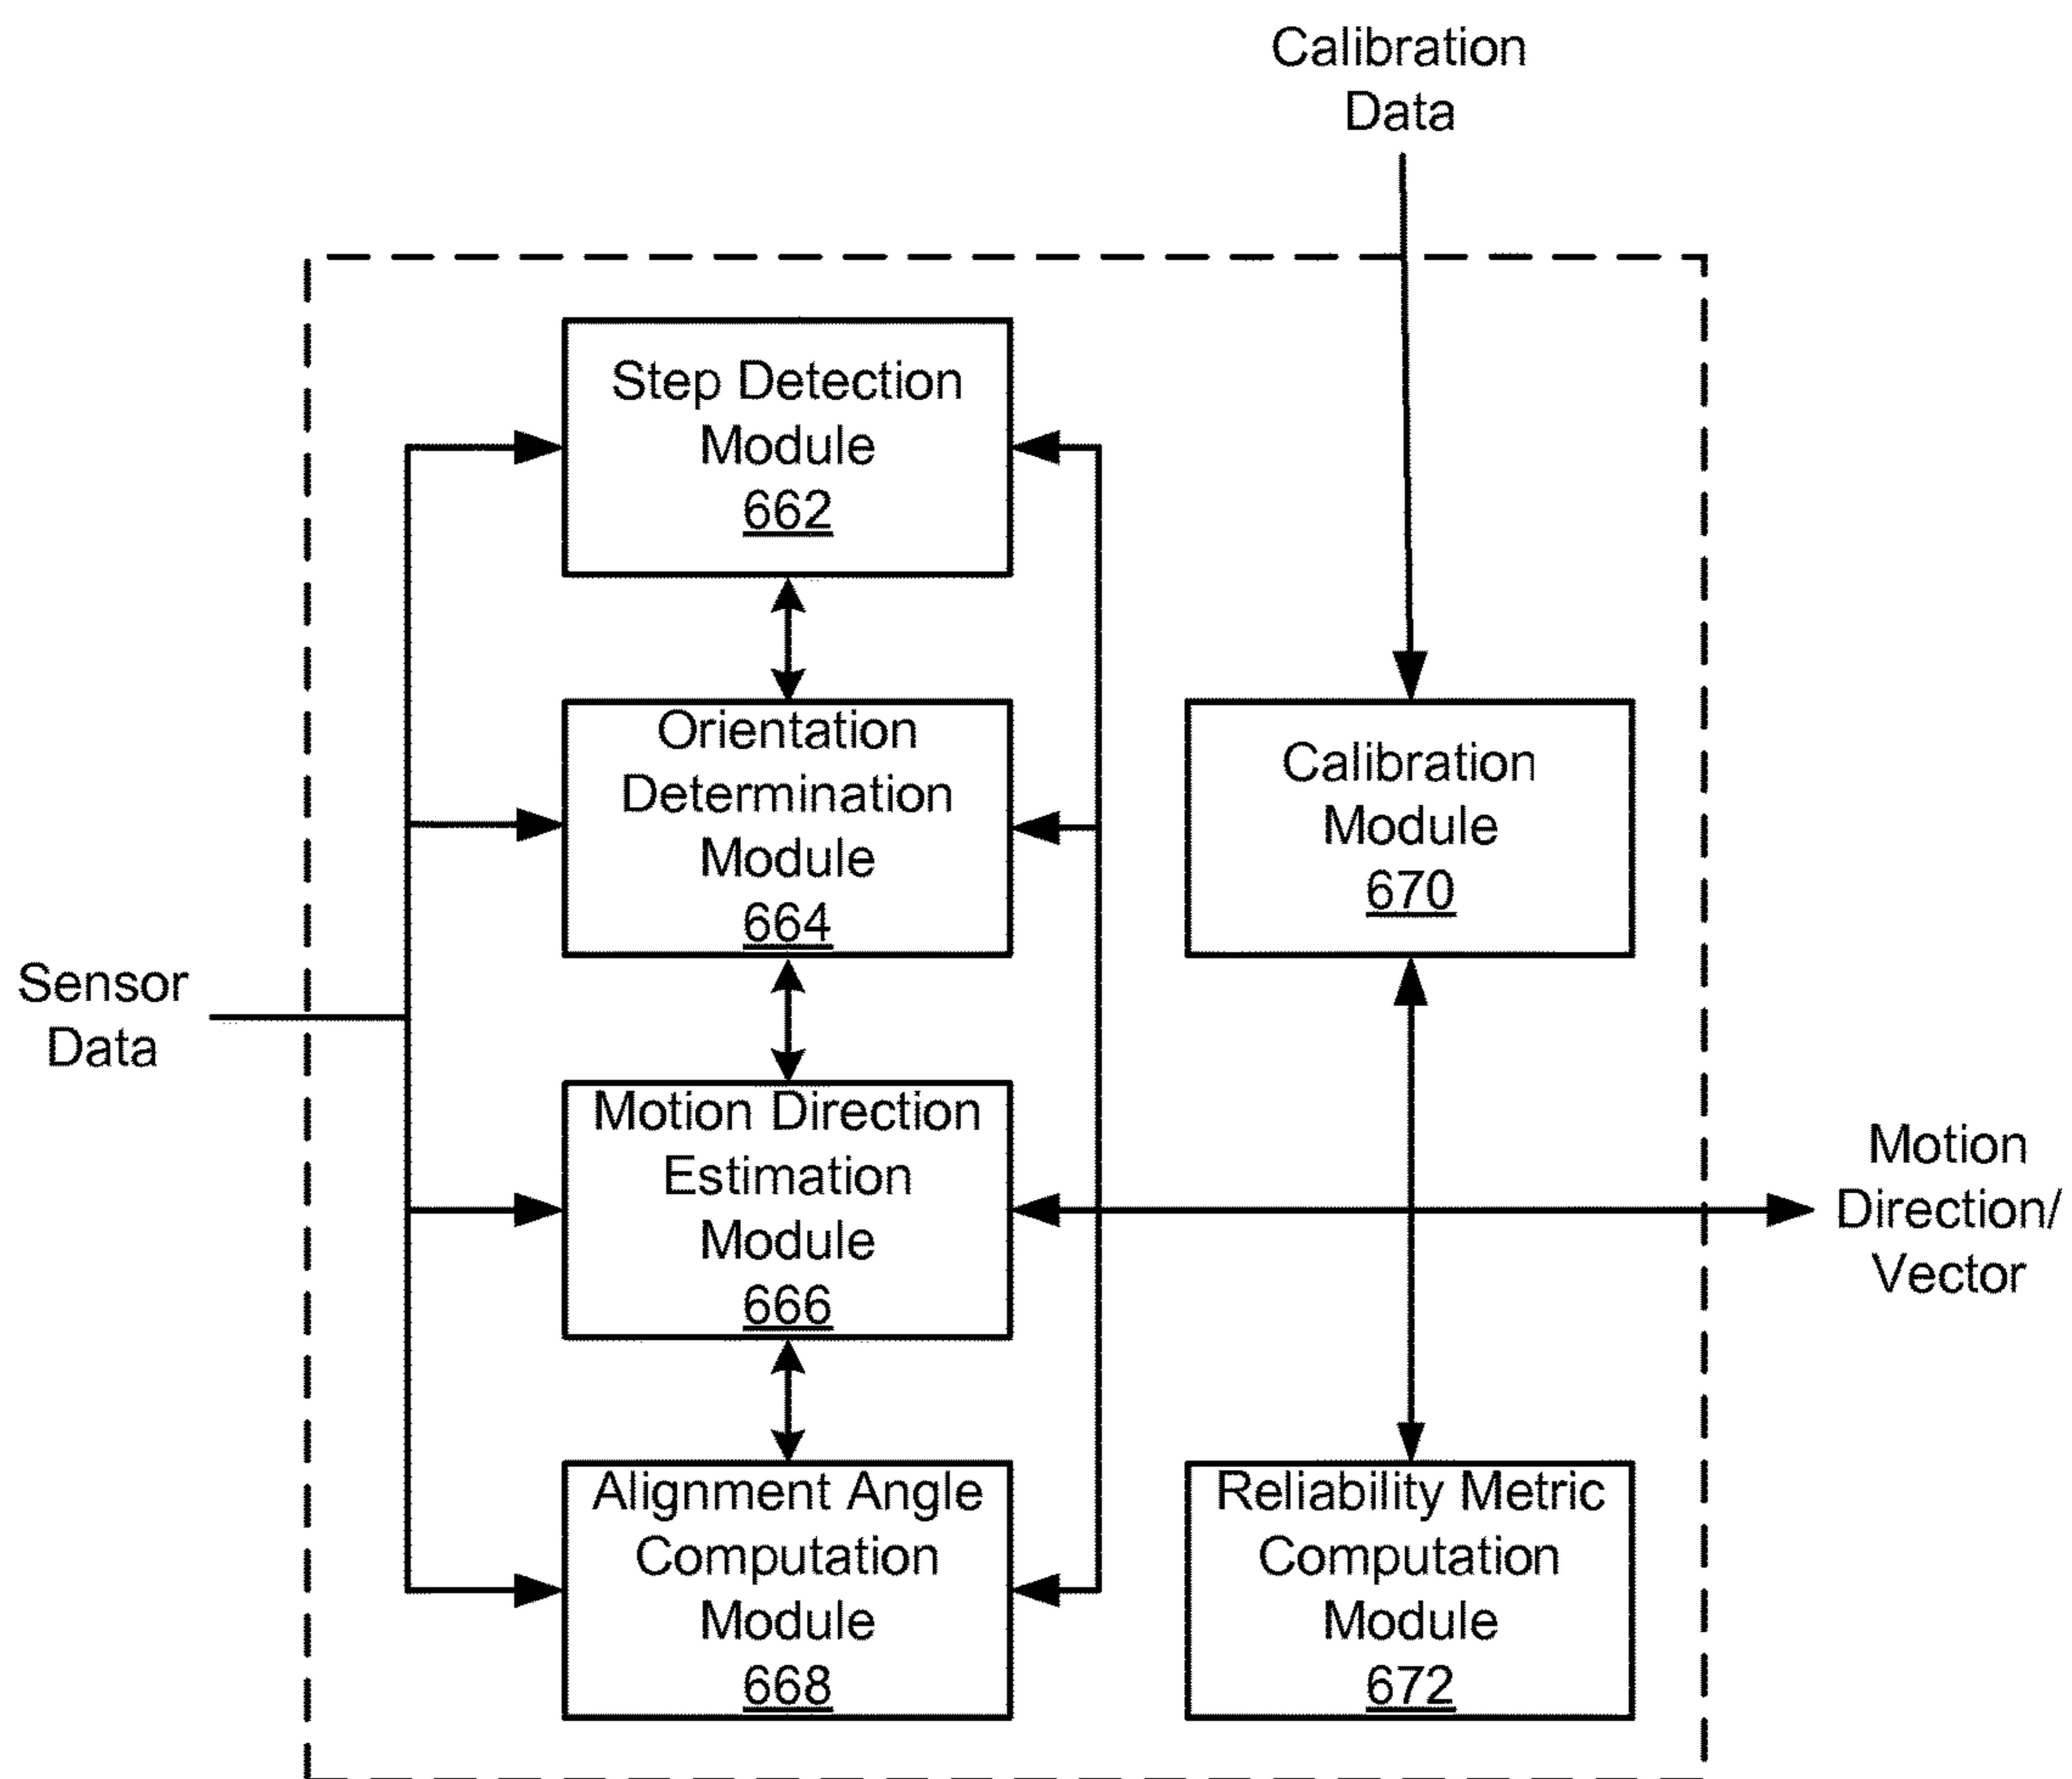 Calibration
Data
Step Detection
Module
662
Orientation
Determination
Module
664
Calibration
Module
670
Sensor
Data
Motion Direction
Estimation
Module
666
Motion
Direction/
Vector
Alignment Angle
Computation
Module
668
Reliability Metric
Computation
Module
672